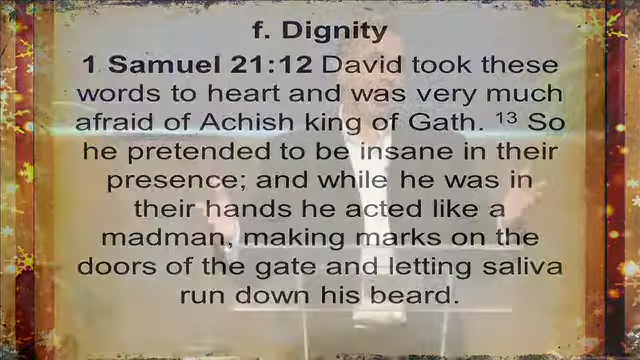 f. Dignity
1 Samuel 21:12 David took these
words to heart and was very much
afraid of Achish king of Gath. 13 So
he pretended to be insane in their
presence; and while he was in
their hands he acted like a
madman, making marks on the
doors of the gate and letting saliva
run down his beard.